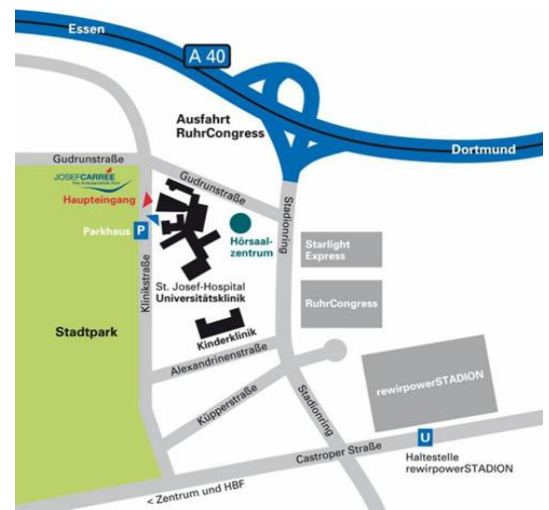 Essen
A 40
Ausfahrt
RuhrCongress
Dortmund
Gudrunstraße
JOSEFCARRÉE
Haupteingang
Gudrunstraße
Stadionring
Parkhaus
P
Hörsaal-
zentrum
Starlight
Express
Klinikstraße
St. Josef-Hospital
Universitätsklinik
RuhrCongress
Stadtpark
Kinderklinik
Alexandrinenstraße
rewirpowerSTADION
Küpperstraße
Stadionring
U
Castroper Straße
Haltestelle
rewirpowerSTADION
< Zentrum und HBF